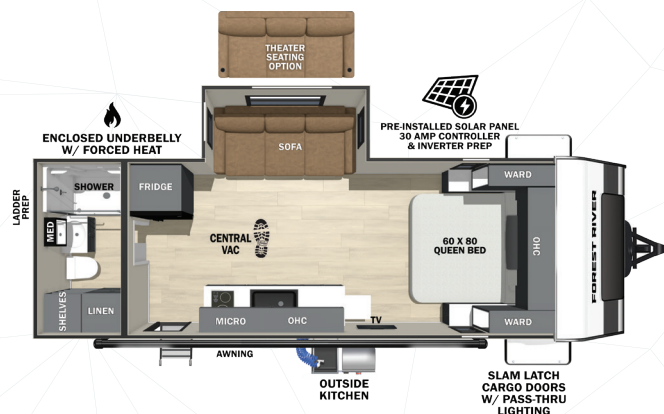 THEATER
SEATING
OPTION
ENCLOSED UNDERBELLY
W/ FORCED HEAT
PRE-INSTALLED SOLAR PANEL
30 AMP CONTROLLER
& INVERTER PREP
SOFA
LADDER
PREP
SHOWER
FRIDGE
WARD
MED
CENTRAL
VAC
60 X 80
QUEEN BED
OHC
FOREST RIVER
SHELVES
LINEN
MICRO
OHC
TV
WARD
AWNING
OUTSIDE
KITCHEN
SLAM LATCH
CARGO DOORS
W/ PASS-THRU
LIGHTING